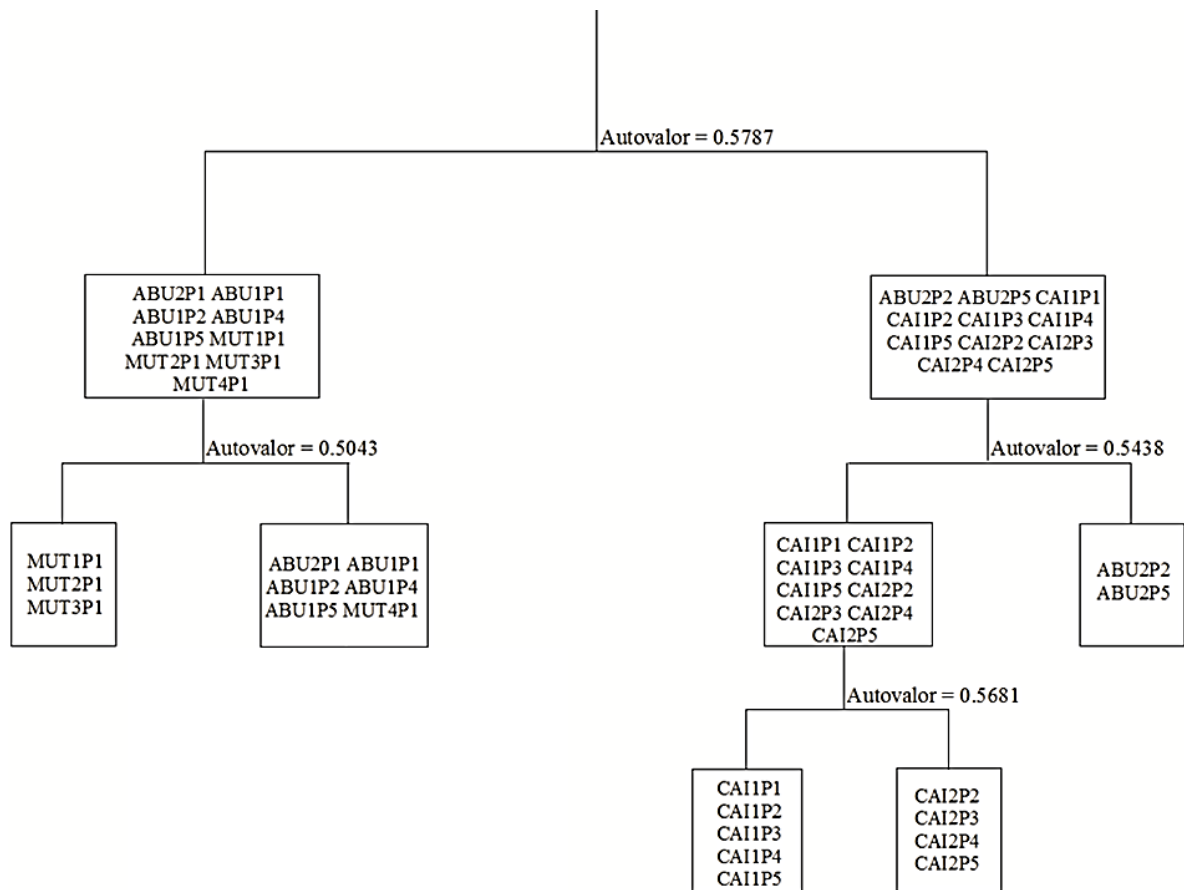 Autovalor = 0.5787
ABU2P1 ABU1P1
ABU1P2 ABU1P4
ABU1P5 MUT1P1
MUT2P1 MUT3P1
MUT4P1
ABU2P2 ABU2P5 CAI1P1
CAI1P2 CAI1P3 CAI1P4
CAI1P5 CAI2P2 CAI2P3
CAI2P4 CAI2P5
Autovalor = 0.5043
Autovalor = 0.5438
MUT1P1
MUT2P1
MUT3P1
ABU2P1 ABU1P1
ABU1P2 ABU1P4
ABU1P5 MUT4P1
CAI1P1 CAI1P2
CAI1P3 CAI1P4
CAI1P5 CAI2P2
CAI2P3 CAI2P4
CAI2P5
ABU2P2
ABU2P5
Autovalor = 0.5681
CAI1P1
CAI1P2
CAI1P3
CAI1P4
CAI1P5
CAI2P2
CAI2P3
CAI2P4
CAI2P5